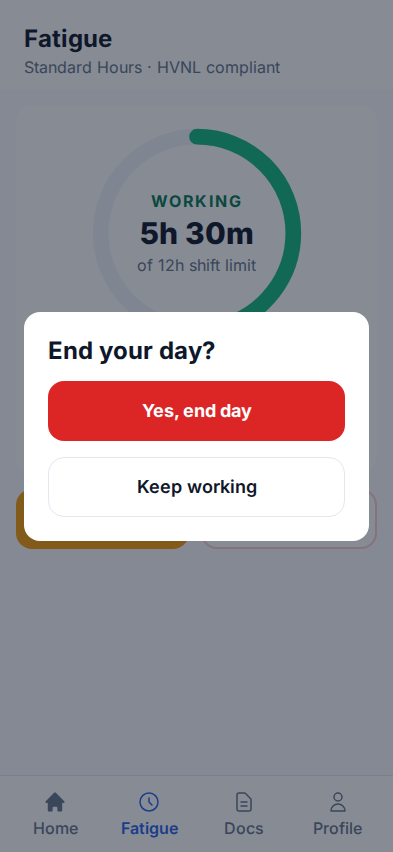 Fatigue
Standard Hours · HVNL compliant
WORKING
5h 30m
of 12h shift limit
End your day?
Yes, end day
Keep working
Home
Fatigue
Docs
Profile